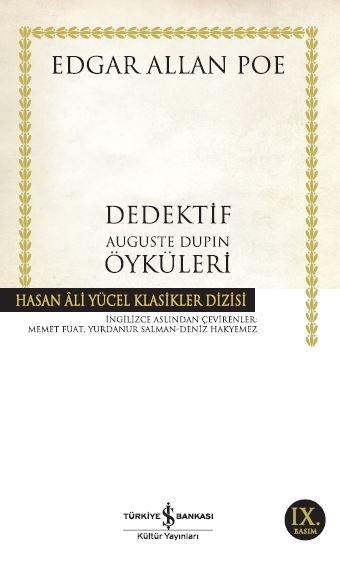 EDGAR ALLAN POE
DEDEKTİF
AUGUSTE DUPIN
ÖYKÜLERİ
HASAN ÂLİ YÜCEL KLASİKLER DİZİSİ
İNGİLİZCE ASLINDAN ÇEVİRENLER:
MEMET FUAT, YURDANUR SALMAN-DENİZ HAKYEMEZ
IX.
BASIM
TÜRKİYE İŞ BANKASI
Kültür Yayınları